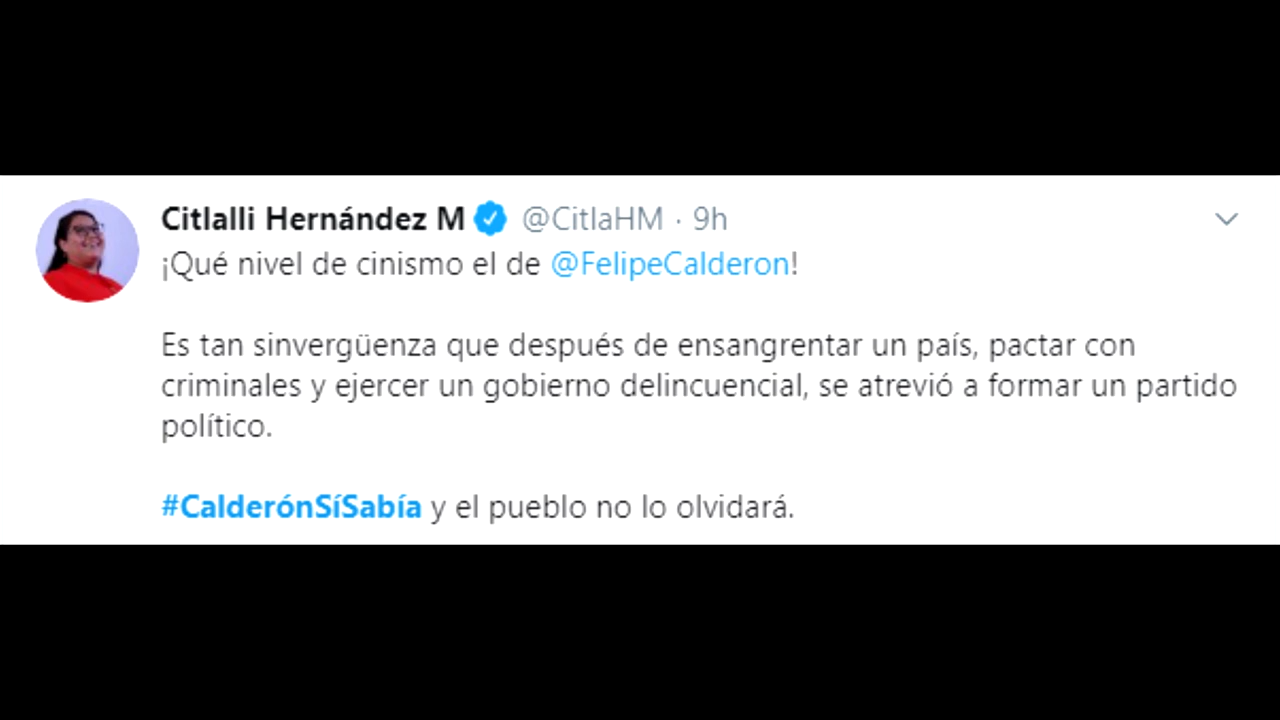 Citlalli Hernández M @CitlaHM · 9h
¡Qué nivel de cinismo el de @FelipeCalderon!
Es tan sinvergüenza que después de ensangrentar un país, pactar con
criminales y ejercer un gobierno delincuencial, se atrevió a formar un partido
político.
#CalderónSíSabía y el pueblo no lo olvidará.